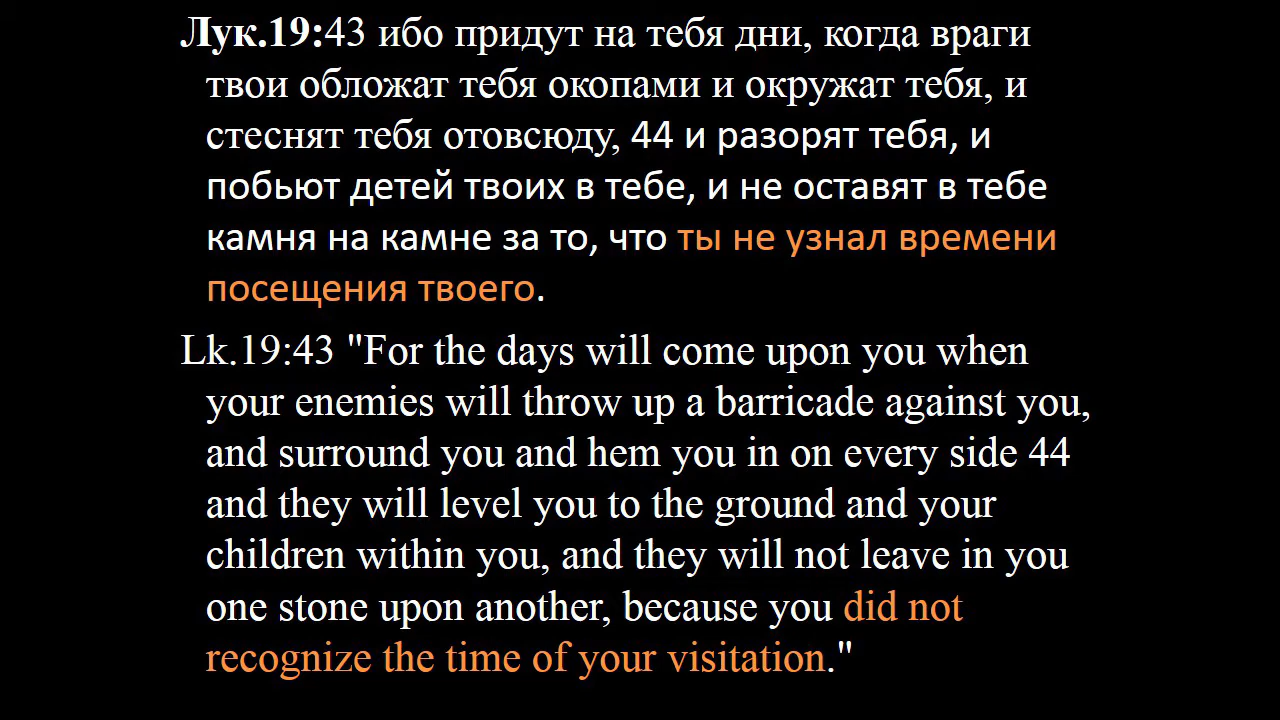 Лук.19:43 ибо придут на тебя дни, когда враги
твои обложат тебя окопами и окружат тебя, и
стеснят тебя отовсюду, 44 и разорят тебя, и
побьют детей твоих в тебе, и не оставят в тебе
камня на камне за то, что ты не узнал времени
посещения твоего.
Lk.19:43 "For the days will come upon you when
your enemies will throw up a barricade against you,
and surround you and hem you in on every side 44
and they will level you to the ground and your
children within you, and they will not leave in you
one stone upon another, because you did not
recognize the time of your visitation."